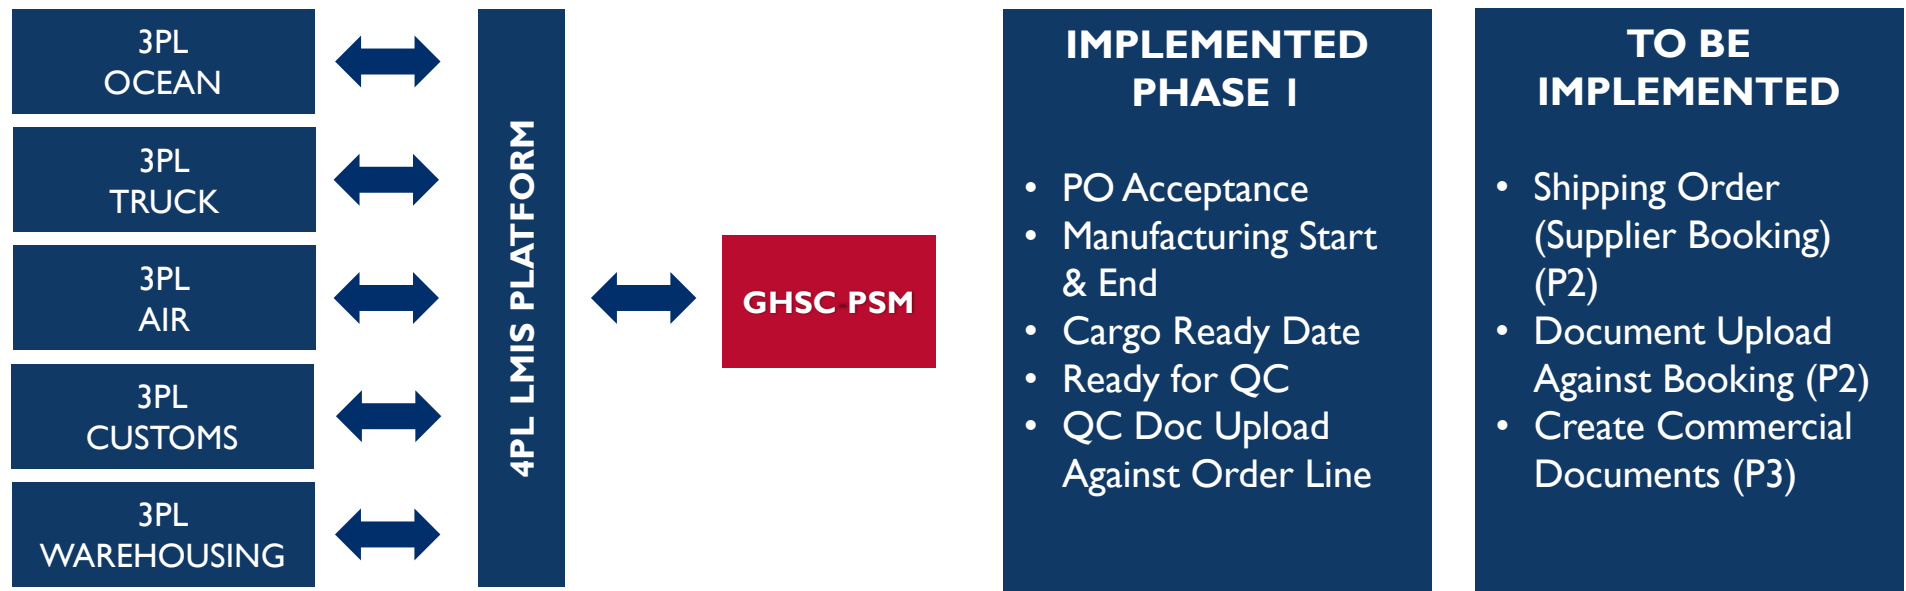 3PL
OCEAN
3PL
TRUCK
3PL
AIR
3PL
CUSTOMS
3PL
WAREHOUSING
4PL LMIS PLATFORM
GHSC-PSM
IMPLEMENTED
PHASE 1
• PO Acceptance
• Manufacturing Start
& End
• Cargo Ready Date
• Ready for QC
• QC Doc Upload
Against Order Line
TO BE
IMPLEMENTED
• Shipping Order
(Supplier Booking)
(P2)
• Document Upload
Against Booking (P2)
• Create Commercial
Documents (P3)